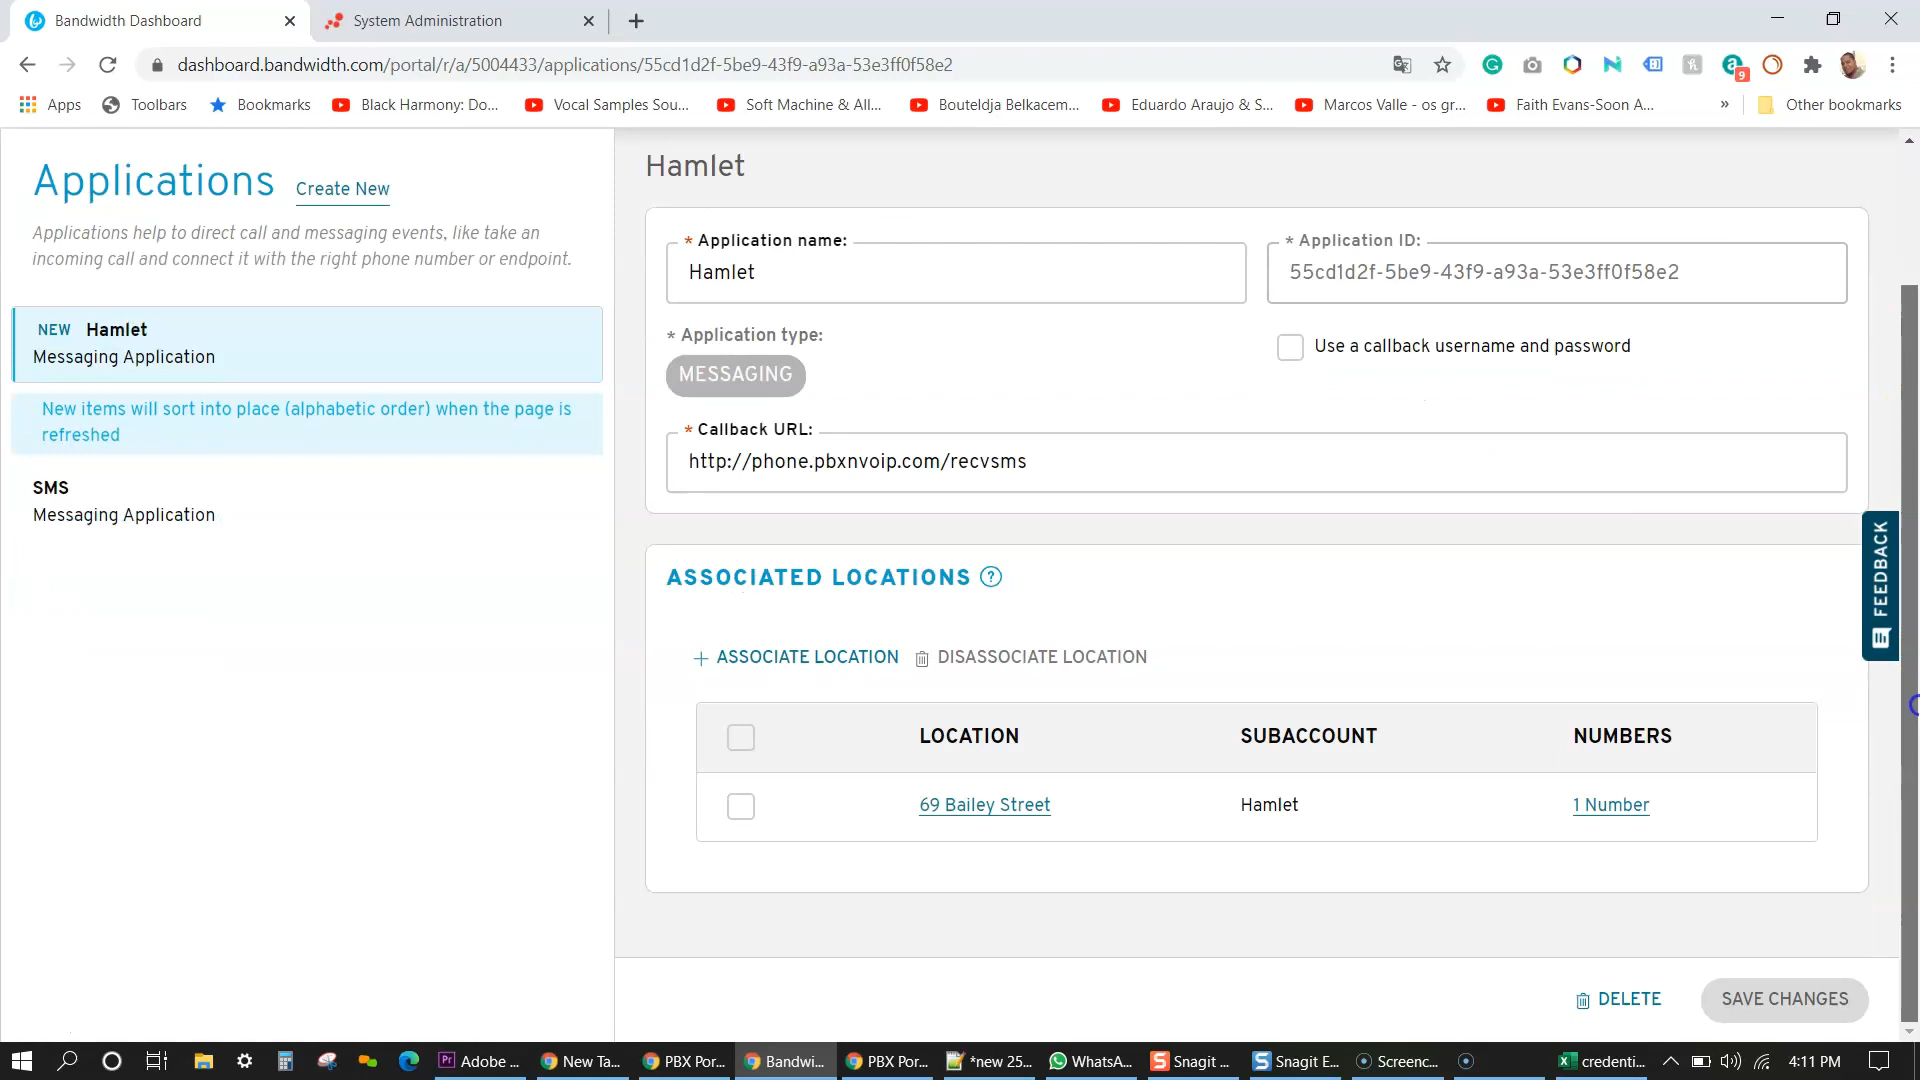 Bandwidth Dashboard
System Administration
dashboard.bandwidth.com/portal/r/a/5004433/applications/55cd1d2f-5be9-43f9-a93a-53e3ff0f58e2
9
Apps
Toolbars
Bookmarks
Black Harmony: Do...
Vocal Samples Sou...
Soft Machine & All...
Bouteldja Belkacem...
Eduardo Araujo & S...
Marcos Valle - os gr...
Faith Evans-Soon A...
»
Other bookmarks
Applications
Create New
Applications help to direct call and messaging events, like take an
incoming call and connect it with the right phone number or endpoint.
NEW Hamlet
Messaging Application
New items will sort into place (alphabetic order) when the page is
refreshed
SMS
Messaging Application
Hamlet
* Application name:
Hamlet
* Application ID:
55cd1d2f-5be9-43f9-a93a-53e3ff0f58e2
* Application type:
MESSAGING
Use a callback username and password
* Callback URL:
http://phone.pbxnvoip.com/recvsms
ASSOCIATED LOCATIONS ?
+ ASSOCIATE LOCATION
DISASSOCIATE LOCATION
LOCATION SUBACCOUNT NUMBERS
69 Bailey Street Hamlet 1 Number
FEEDBACK
DELETE
SAVE CHANGES
Adobe ...
New Ta...
PBX Por...
Bandwi...
PBX Por...
*new 25...
WhatsA...
Snagit ...
Snagit E...
Screenc...
credenti...
4:11 PM